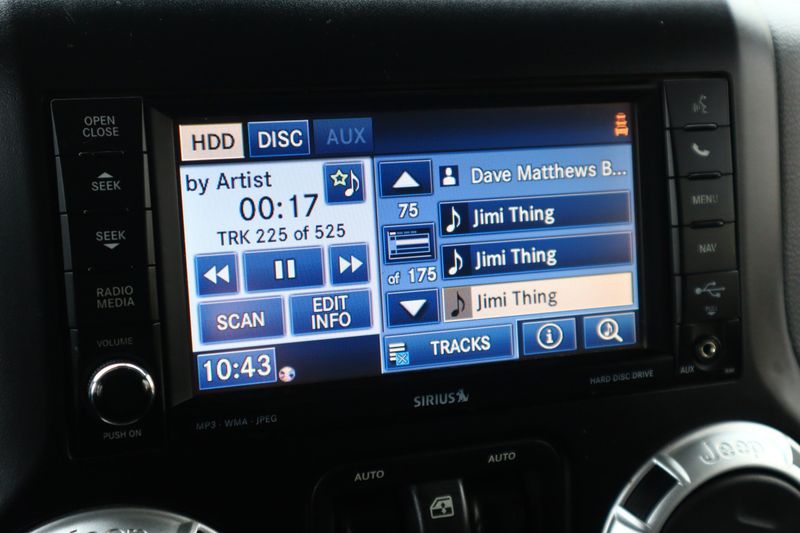 OPEN
CLOSE
SEEK
SEEK
RADIO
MEDIA
VOLUME
PUSH ON
HDD
DISC
AUX
by Artist
00:17
TRK 225 of 525
SCAN
EDIT
INFO
10:43
75
of 175
Dave Matthews B...
Jimi Thing
Jimi Thing
Jimi Thing
TRACKS
MENU
NAV
AUX
MP3 - WMA - JPEG
SIRIUS
HARD DISC DRIVE
AUTO
AUTO
Jeep
Jeep